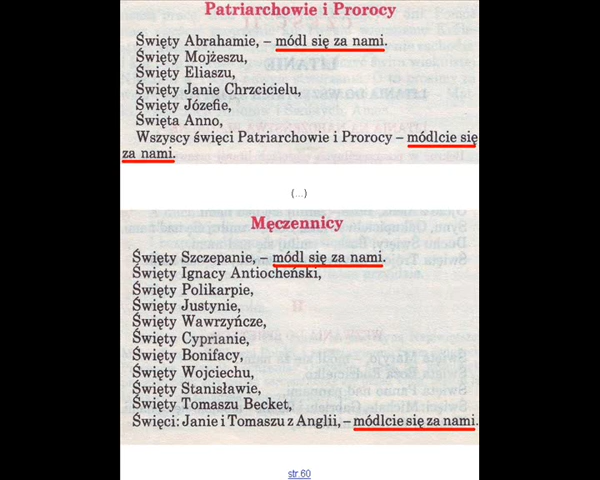 Patriarchowie i Prorocy
Święty Abrahamie, – módl się za nami.
Święty Mojżeszu,
Święty Eliaszu,
Święty Janie Chrzcicielu,
Święty Józefie,
Święta Anno,
Wszyscy święci Patriarchowie i Prorocy – módlcie się
za nami.
(...)
Męczennicy
Święty Szczepanie, – módl się za nami.
Święty Ignacy Antiocheński,
Święty Polikarpie,
Święty Justynie,
Święty Wawrzyńcze,
Święty Cyprianie,
Święty Bonifacy,
Święty Wojciechu,
Święty Stanisławie,
Święty Tomaszu Becket,
Święci: Janie i Tomaszu z Anglii, – módlcie się za nami.
str.60